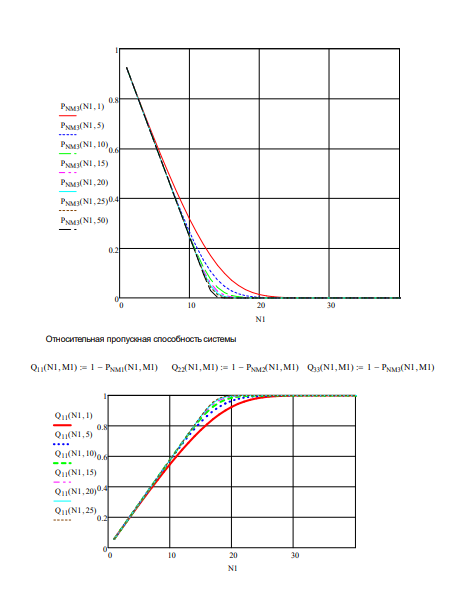 1
P_NM3(N1, 1)
0.8
P_NM3(N1, 5)
P_NM3(N1, 10)
0.6
P_NM3(N1, 15)
P_NM3(N1, 20)
0.4
P_NM3(N1, 25)
P_NM3(N1, 50)
0.2
0
0 10 20 30
N1
Относительная пропускная способность системы
Q11(N1, M1) := 1 − P_NM1(N1, M1) Q22(N1, M1) := 1 − P_NM2(N1, M1) Q33(N1, M1) := 1 − P_NM3(N1, M1)
1
Q11(N1, 1)
0.8
Q11(N1, 5)
Q11(N1, 10)
0.6
Q11(N1, 15)
0.4
Q11(N1, 20)
Q11(N1, 25)
0.2
0
0 10 20 30
N1